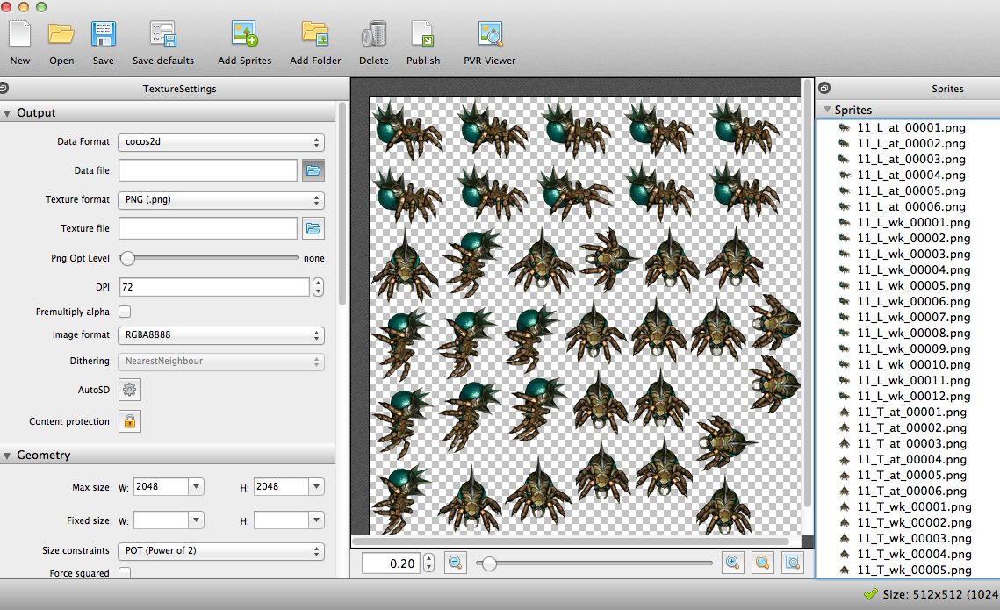 New Open Save Save defaults Add Sprites Add Folder Delete Publish PVR Viewer
TextureSettings
Output
Data Format cocos2d
Data file
Texture format PNG (.png)
Texture file
Png Opt Level none
DPI 72
Premultiply alpha
Image format RGBA8888
Dithering NearestNeighbour
AutoSD
Content protection
Geometry
Max size W: 2048 H: 2048
Fixed size W: H:
Size constraints POT (Power of 2)
Force squared
0.20
Sprites
Sprites
11_L_at_00001.png
11_L_at_00002.png
11_L_at_00003.png
11_L_at_00004.png
11_L_at_00005.png
11_L_at_00006.png
11_L_wk_00001.png
11_L_wk_00002.png
11_L_wk_00003.png
11_L_wk_00004.png
11_L_wk_00005.png
11_L_wk_00006.png
11_L_wk_00007.png
11_L_wk_00008.png
11_L_wk_00009.png
11_L_wk_00010.png
11_L_wk_00011.png
11_L_wk_00012.png
11_T_at_00001.png
11_T_at_00002.png
11_T_at_00003.png
11_T_at_00004.png
11_T_at_00005.png
11_T_at_00006.png
11_T_wk_00001.png
11_T_wk_00002.png
11_T_wk_00003.png
11_T_wk_00004.png
11_T_wk_00005.png
Size: 512x512 (1024